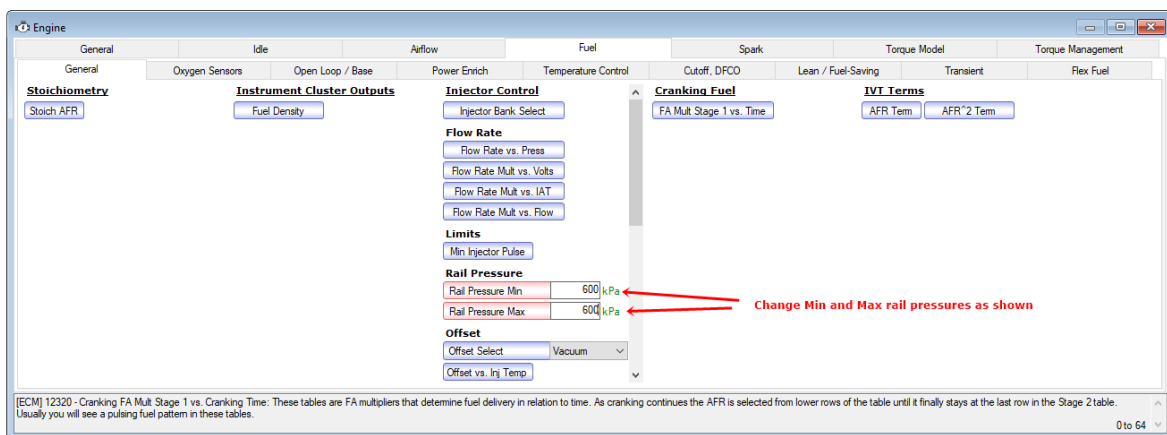 Engine
General Idle Airflow Fuel Spark Torque Model Torque Management
General Oxygen Sensors Open Loop / Base Power Enrich Temperature Control Cutoff, DFCO Lean / Fuel-Saving Transient Flex Fuel
Stoichiometry Instrument Cluster Outputs Injector Control Cranking Fuel IVT Terms
Stoich AFR Fuel Density Injector Bank Select FA Mult Stage 1 vs. Time AFR Term AFR^2 Term
Flow Rate
Flow Rate vs. Press
Flow Rate Mult vs. Volts
Flow Rate Mult vs. IAT
Flow Rate Mult vs. Flow
Limits
Min Injector Pulse
Rail Pressure
Rail Pressure Min 600 kPa
Change Min and Max rail pressures as shown
Rail Pressure Max 600 kPa
Offset
Offset Select Vacuum
Offset vs. Inj Temp
[ECM] 12320 - Cranking FA Mult Stage 1 vs. Cranking Time: These tables are FA multipliers that determine fuel delivery in relation to time. As cranking continues the AFR is selected from lower rows of the table until it finally stays at the last row in the Stage 2 table.
Usually you will see a pulsing fuel pattern in these tables.
0 to 64